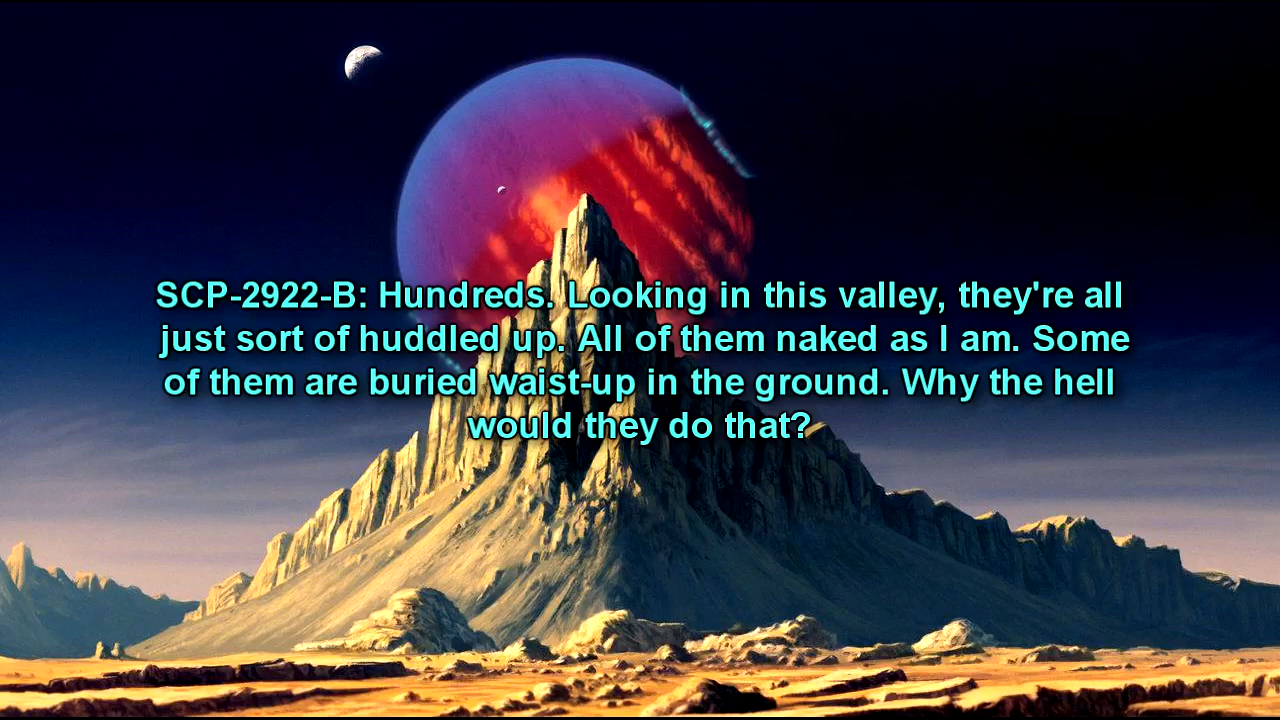 SCP-2922-B: Hundreds. Looking in this valley, they're all
just sort of huddled up. All of them naked as I am. Some
of them are buried waist-up in the ground. Why the hell
would they do that?